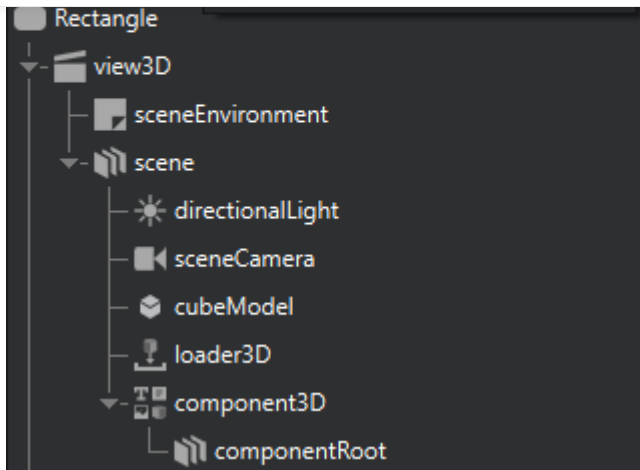 Rectangle
view3D
sceneEnvironment
scene
directionalLight
sceneCamera
cubeModel
loader3D
component3D
componentRoot